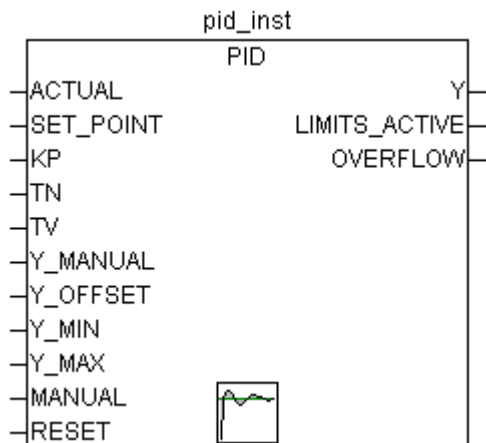 pid_inst
PID
ACTUAL Y
SET_POINT LIMITS_ACTIVE
KP OVERFLOW
TN
TV
Y_MANUAL
Y_OFFSET
Y_MIN
Y_MAX
MANUAL
RESET